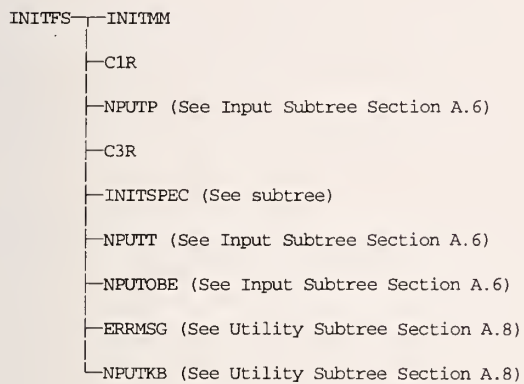 INITFS INITMM
C1R
NPUTP (See Input Subtree Section A.6)
C3R
INITSPEC (See subtree)
NPUTT (See Input Subtree Section A.6)
NPUTOBE (See Input Subtree Section A.6)
ERRMSG (See Utility Subtree Section A.8)
NPUTKB (See Utility Subtree Section A.8)